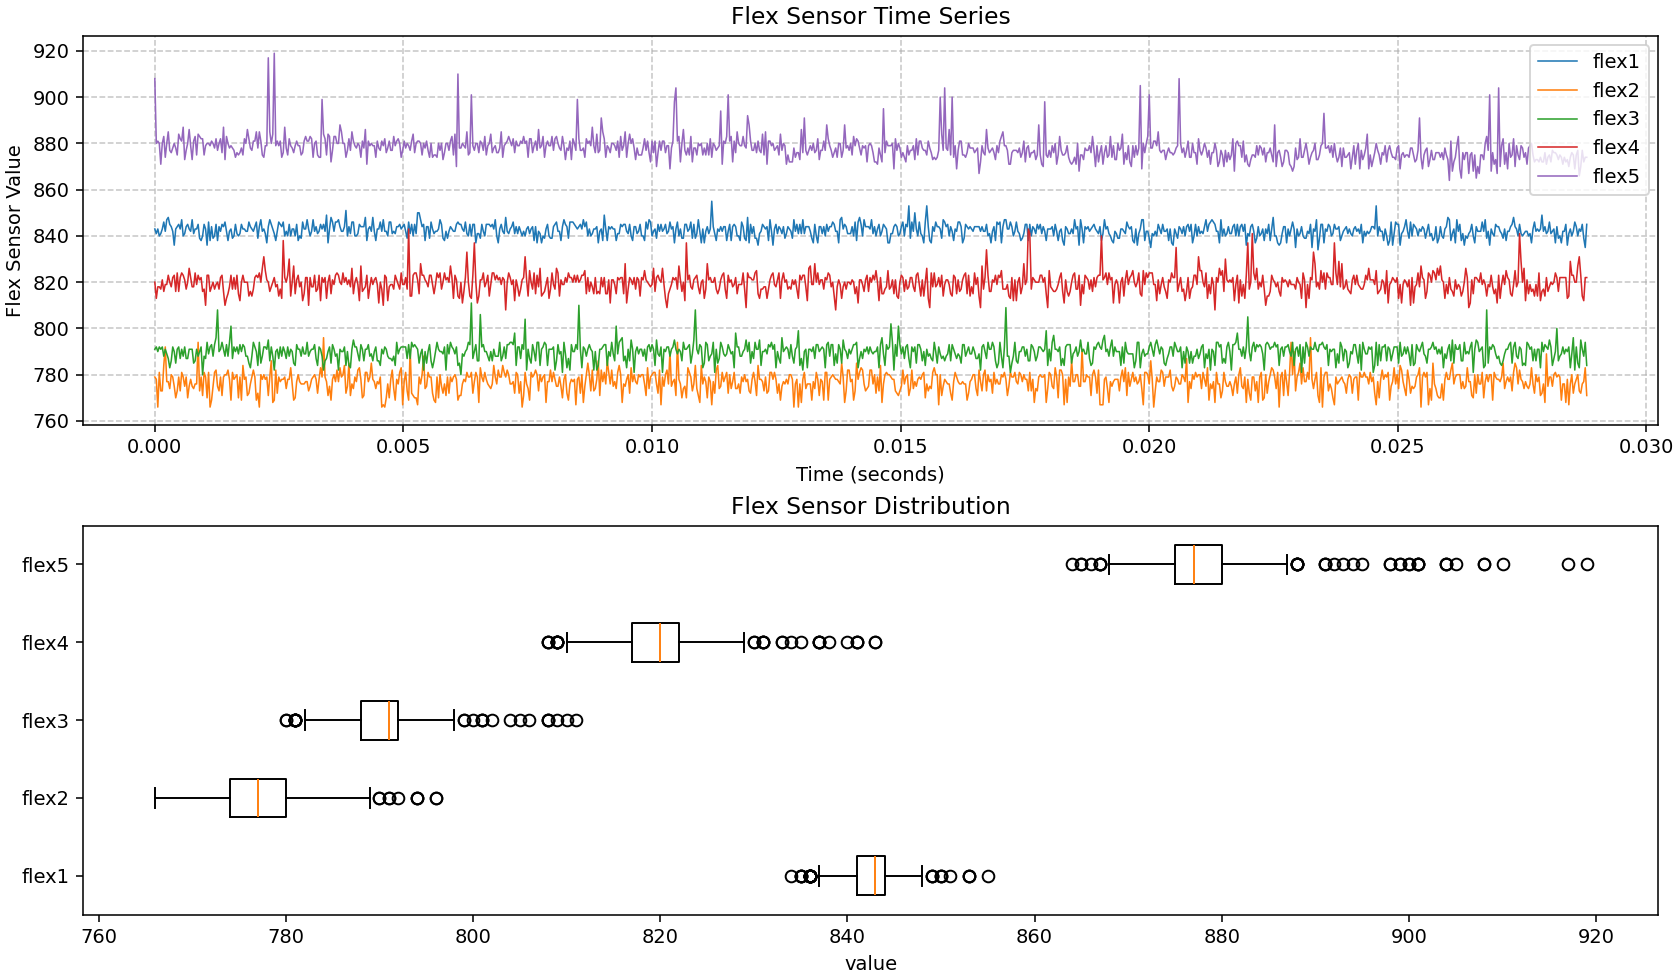 Flex Sensor Time Series
Flex Sensor Value
920
900
880
860
840
820
800
780
760
flex1
flex2
flex3
flex4
flex5
0.000 0.005 0.010 0.015 0.020 0.025 0.030
Time (seconds)
Flex Sensor Distribution
flex5
flex4
flex3
flex2
flex1
760 780 800 820 840 860 880 900 920
value